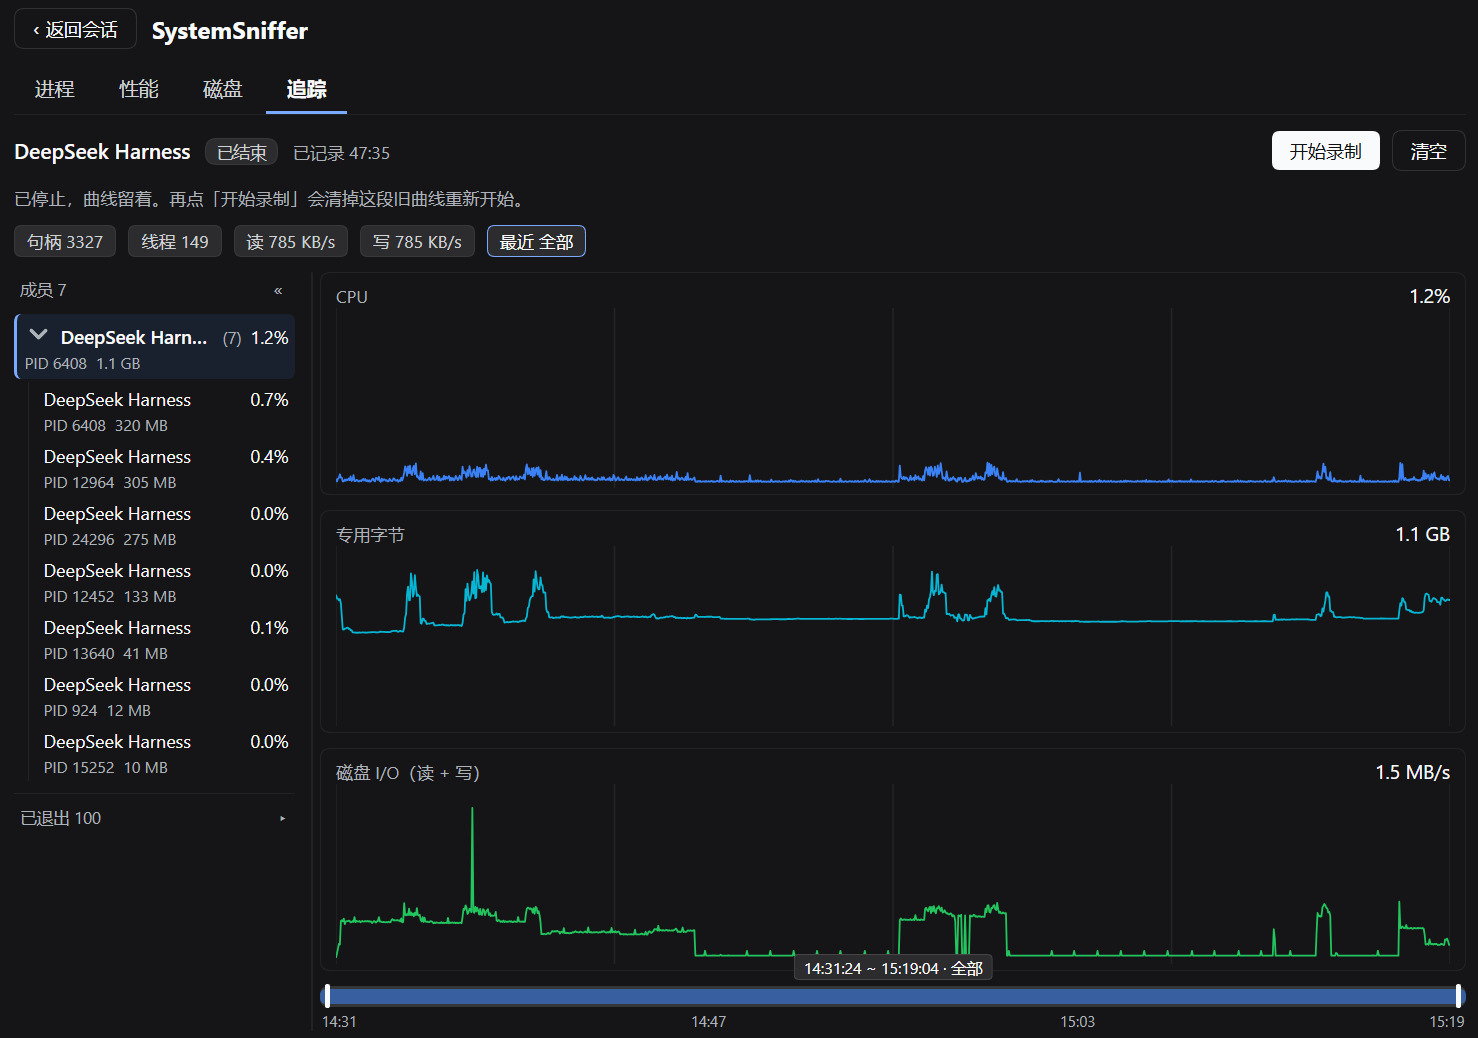 ‹ 返回会话 SystemSniffer
进程 性能 磁盘 追踪
DeepSeek Harness 已结束 已记录 47:35 开始录制 清空
已停止，曲线留着。再点「开始录制」会清掉这段旧曲线重新开始。
句柄 3327 线程 149 读 785 KB/s 写 785 KB/s 最近 全部
成员 7 «
DeepSeek Harn... (7) 1.2%
PID 6408 1.1 GB
DeepSeek Harness 0.7%
PID 6408 320 MB
DeepSeek Harness 0.4%
PID 12964 305 MB
DeepSeek Harness 0.0%
PID 24296 275 MB
DeepSeek Harness 0.0%
PID 12452 133 MB
DeepSeek Harness 0.1%
PID 13640 41 MB
DeepSeek Harness 0.0%
PID 924 12 MB
DeepSeek Harness 0.0%
PID 15252 10 MB
已退出 100
CPU 1.2%
专用字节 1.1 GB
磁盘 I/O（读 + 写） 1.5 MB/s
14:31:24 ~ 15:19:04 · 全部
14:31 14:47 15:03 15:19